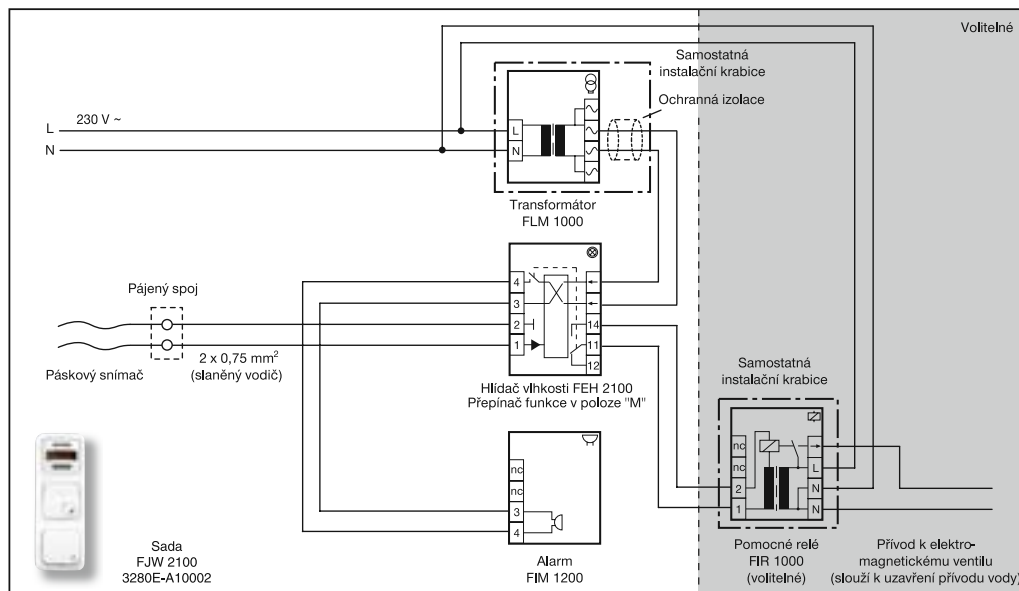 Volitelné
Samostatná
instalační krabice
Ochranná izolace
L
230 V ~
N
L
N
Transformátor
FLM 1000
Pájený spoj
4
3
2
1
14
11
12
2 x 0,75 mm²
(slaněný vodič)
Páskový snímač
Hlídač vlhkosti FEH 2100
Přepínač funkce v poloze "M"
Samostatná
instalační krabice
nc
nc
3
4
nc
nc
2
1
L
N
N
Sada
FJW 2100
3280E-A10002
Alarm
FIM 1200
Pomocné relé
FIR 1000
(volitelné)
Přívod k elektro-
magnetickému ventilu
(slouží k uzavření přívodu vody)